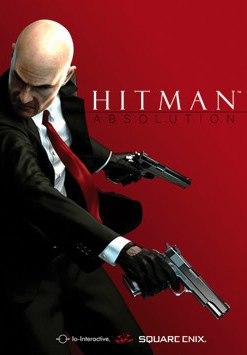 HITMAN™
ABSOLUTION
Io-Interactive. SQUARE ENIX.